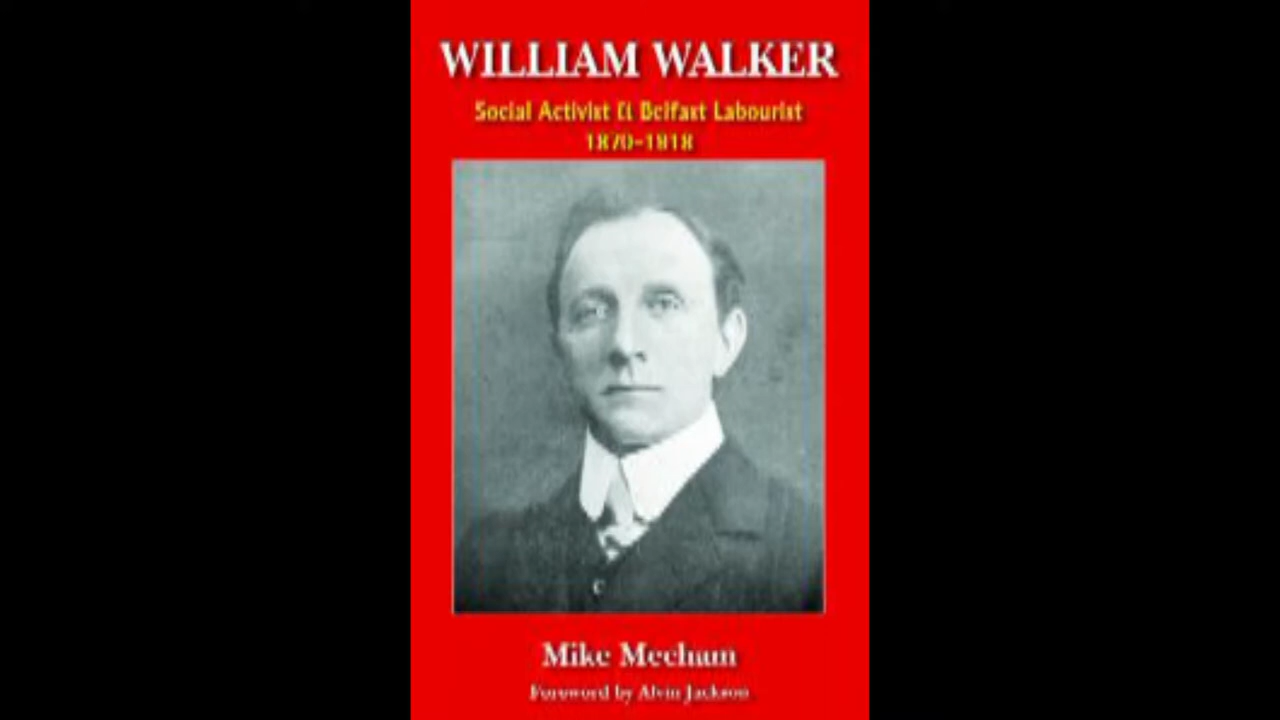 WILLIAM WALKER
Social Activist & Belfast Labourist
1870-1918
Mike Mecham
Foreword by Alvin Jackson